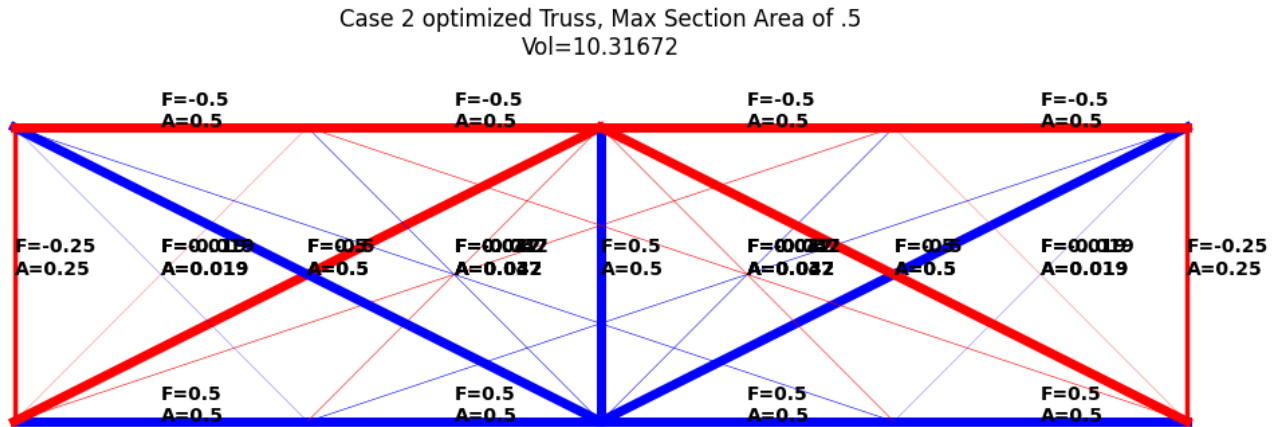 Case 2 optimized Truss, Max Section Area of .5
Vol=10.31672
F=-0.5 F=-0.5 F=-0.5 F=-0.5
A=0.5 A=0.5 A=0.5 A=0.5
F=-0.25 F=0.5 F=-0.25
A=0.25 A=0.019 A=0.5 A=0.5 A=0.5 A=0.019 A=0.25
F=0.5 F=0.5 F=0.5 F=0.5
A=0.5 A=0.5 A=0.5 A=0.5